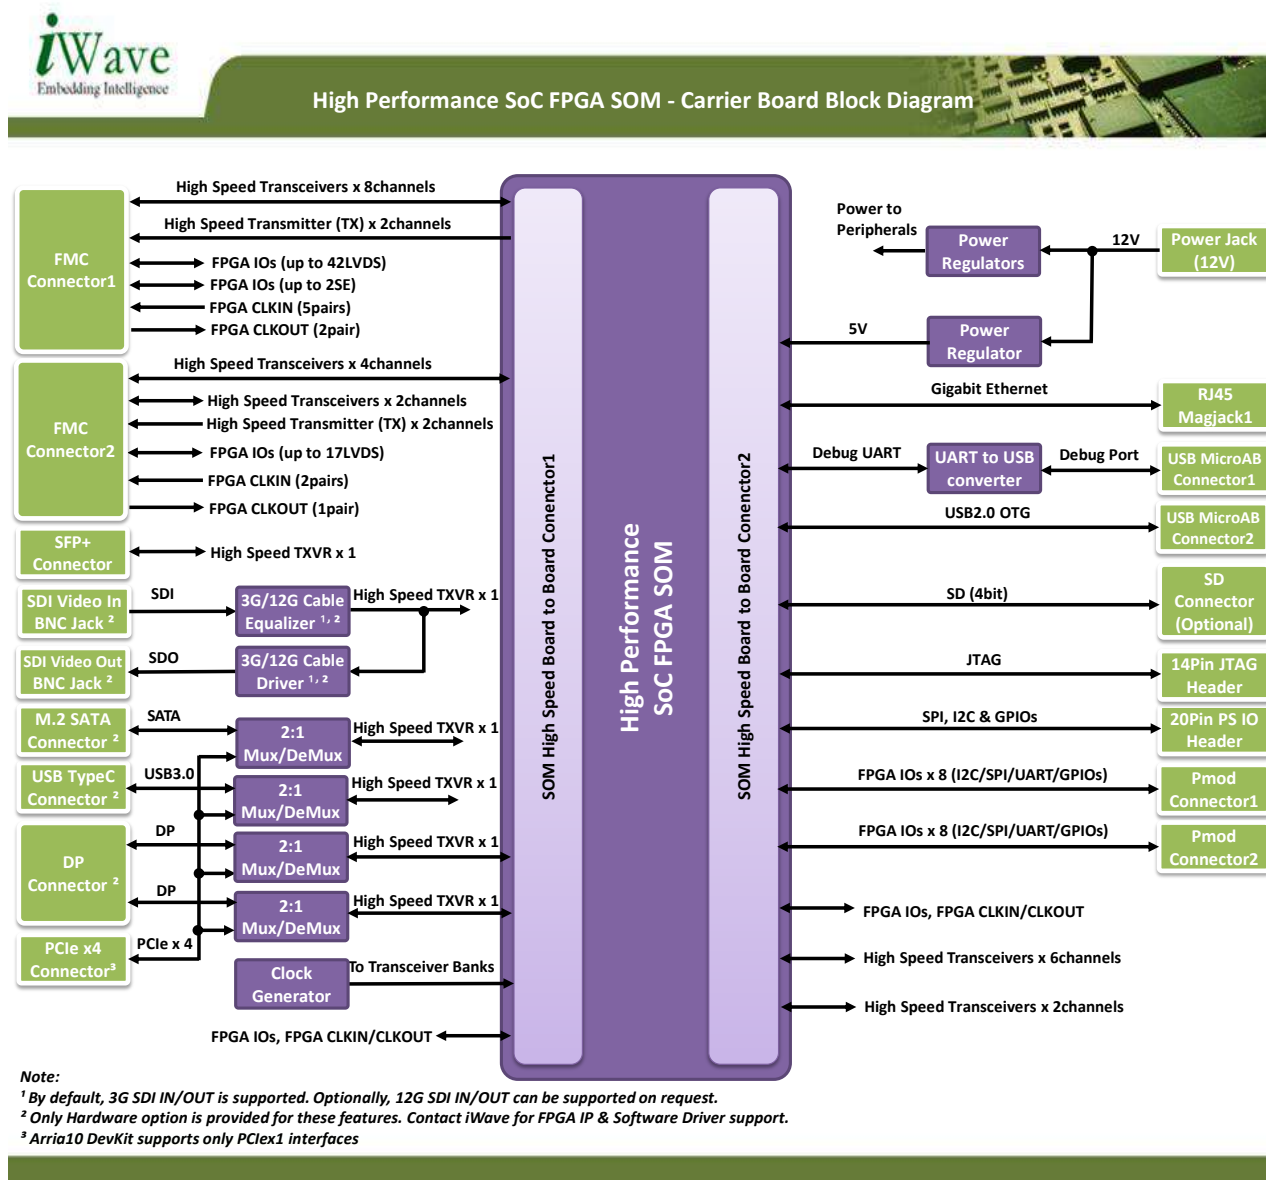 iWave
Embedding Intelligence
High Performance SoC FPGA SOM - Carrier Board Block Diagram
FMC
Connector1
High Speed Transceivers x 8channels
High Speed Transmitter (TX) x 2channels
FPGA IOs (up to 42LVDS)
FPGA IOs (up to 2SE)
FPGA CLKIN (5pairs)
FPGA CLKOUT (2pair)
FMC
Connector2
High Speed Transceivers x 4channels
High Speed Transceivers x 2channels
High Speed Transmitter (TX) x 2channels
FPGA IOs (up to 17LVDS)
FPGA CLKIN (2pairs)
FPGA CLKOUT (1pair)
SFP+
Connector
High Speed TXVR x 1
SDI Video In
BNC Jack ²
SDI
3G/12G Cable
Equalizer ¹, ²
High Speed TXVR x 1
SDI Video Out
BNC Jack ²
SDO
3G/12G Cable
Driver ¹, ²
M.2 SATA
Connector ²
SATA
2:1
Mux/DeMux
High Speed TXVR x 1
USB TypeC
Connector ²
USB3.0
2:1
Mux/DeMux
High Speed TXVR x 1
DP
Connector ²
DP
2:1
Mux/DeMux
High Speed TXVR x 1
DP
2:1
Mux/DeMux
High Speed TXVR x 1
PCIe x4
Connector³
PCIe x 4
Clock
Generator
To Transceiver Banks
FPGA IOs, FPGA CLKIN/CLKOUT
SOM High Speed Board to Board Conenctor1
High Performance
SoC FPGA SOM
SOM High Speed Board to Board Conenctor2
Power to
Peripherals
Power
Regulators
12V
Power Jack
(12V)
5V
Power
Regulator
Gigabit Ethernet
RJ45
Magjack1
Debug UART
UART to USB
converter
Debug Port
USB MicroAB
Connector1
USB2.0 OTG
USB MicroAB
Connector2
SD (4bit)
SD
Connector
(Optional)
JTAG
14Pin JTAG
Header
SPI, I2C & GPIOs
20Pin PS IO
Header
FPGA IOs x 8 (I2C/SPI/UART/GPIOs)
Pmod
Connector1
FPGA IOs x 8 (I2C/SPI/UART/GPIOs)
Pmod
Connector2
FPGA IOs, FPGA CLKIN/CLKOUT
High Speed Transceivers x 6channels
High Speed Transceivers x 2channels
Note:
¹ By default, 3G SDI IN/OUT is supported. Optionally, 12G SDI IN/OUT can be supported on request.
² Only Hardware option is provided for these features. Contact iWave for FPGA IP & Software Driver support.
³ Arria10 DevKit supports only PCIex1 interfaces